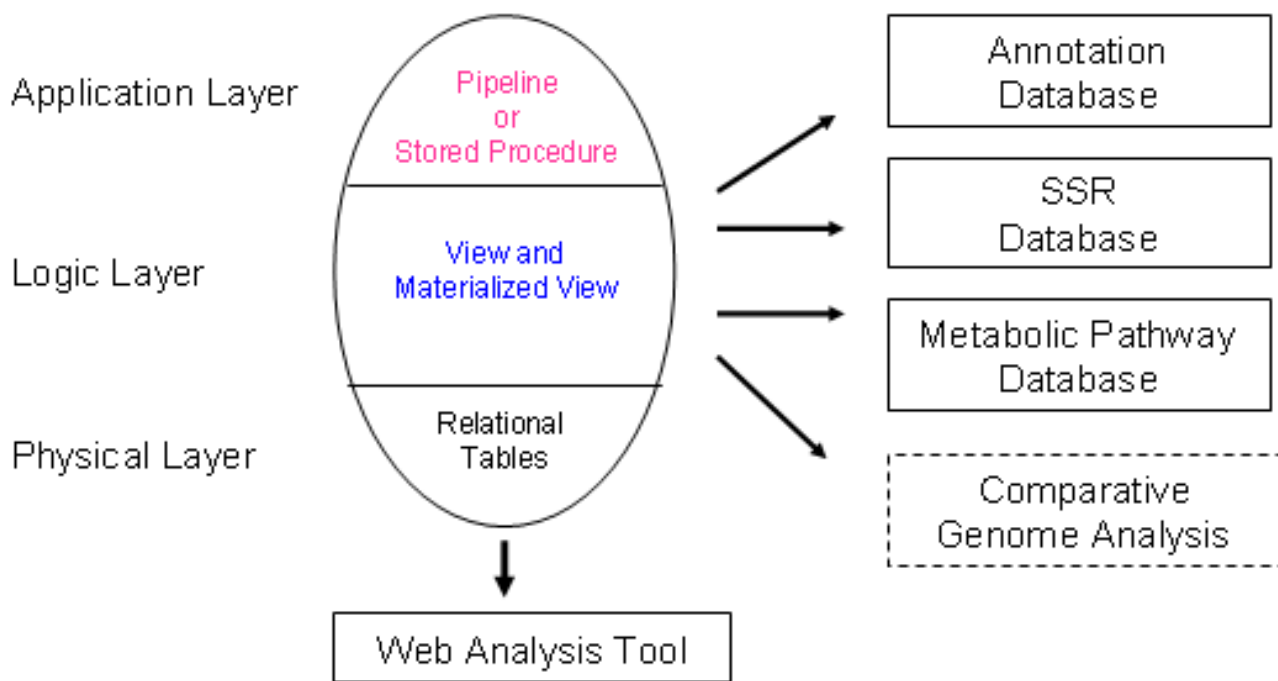 Application Layer
Pipeline
or
Stored Procedure
Annotation
Database
Logic Layer
View and
Materialized View
SSR
Database
Metabolic Pathway
Database
Physical Layer
Relational
Tables
Comparative
Genome Analysis
Web Analysis Tool